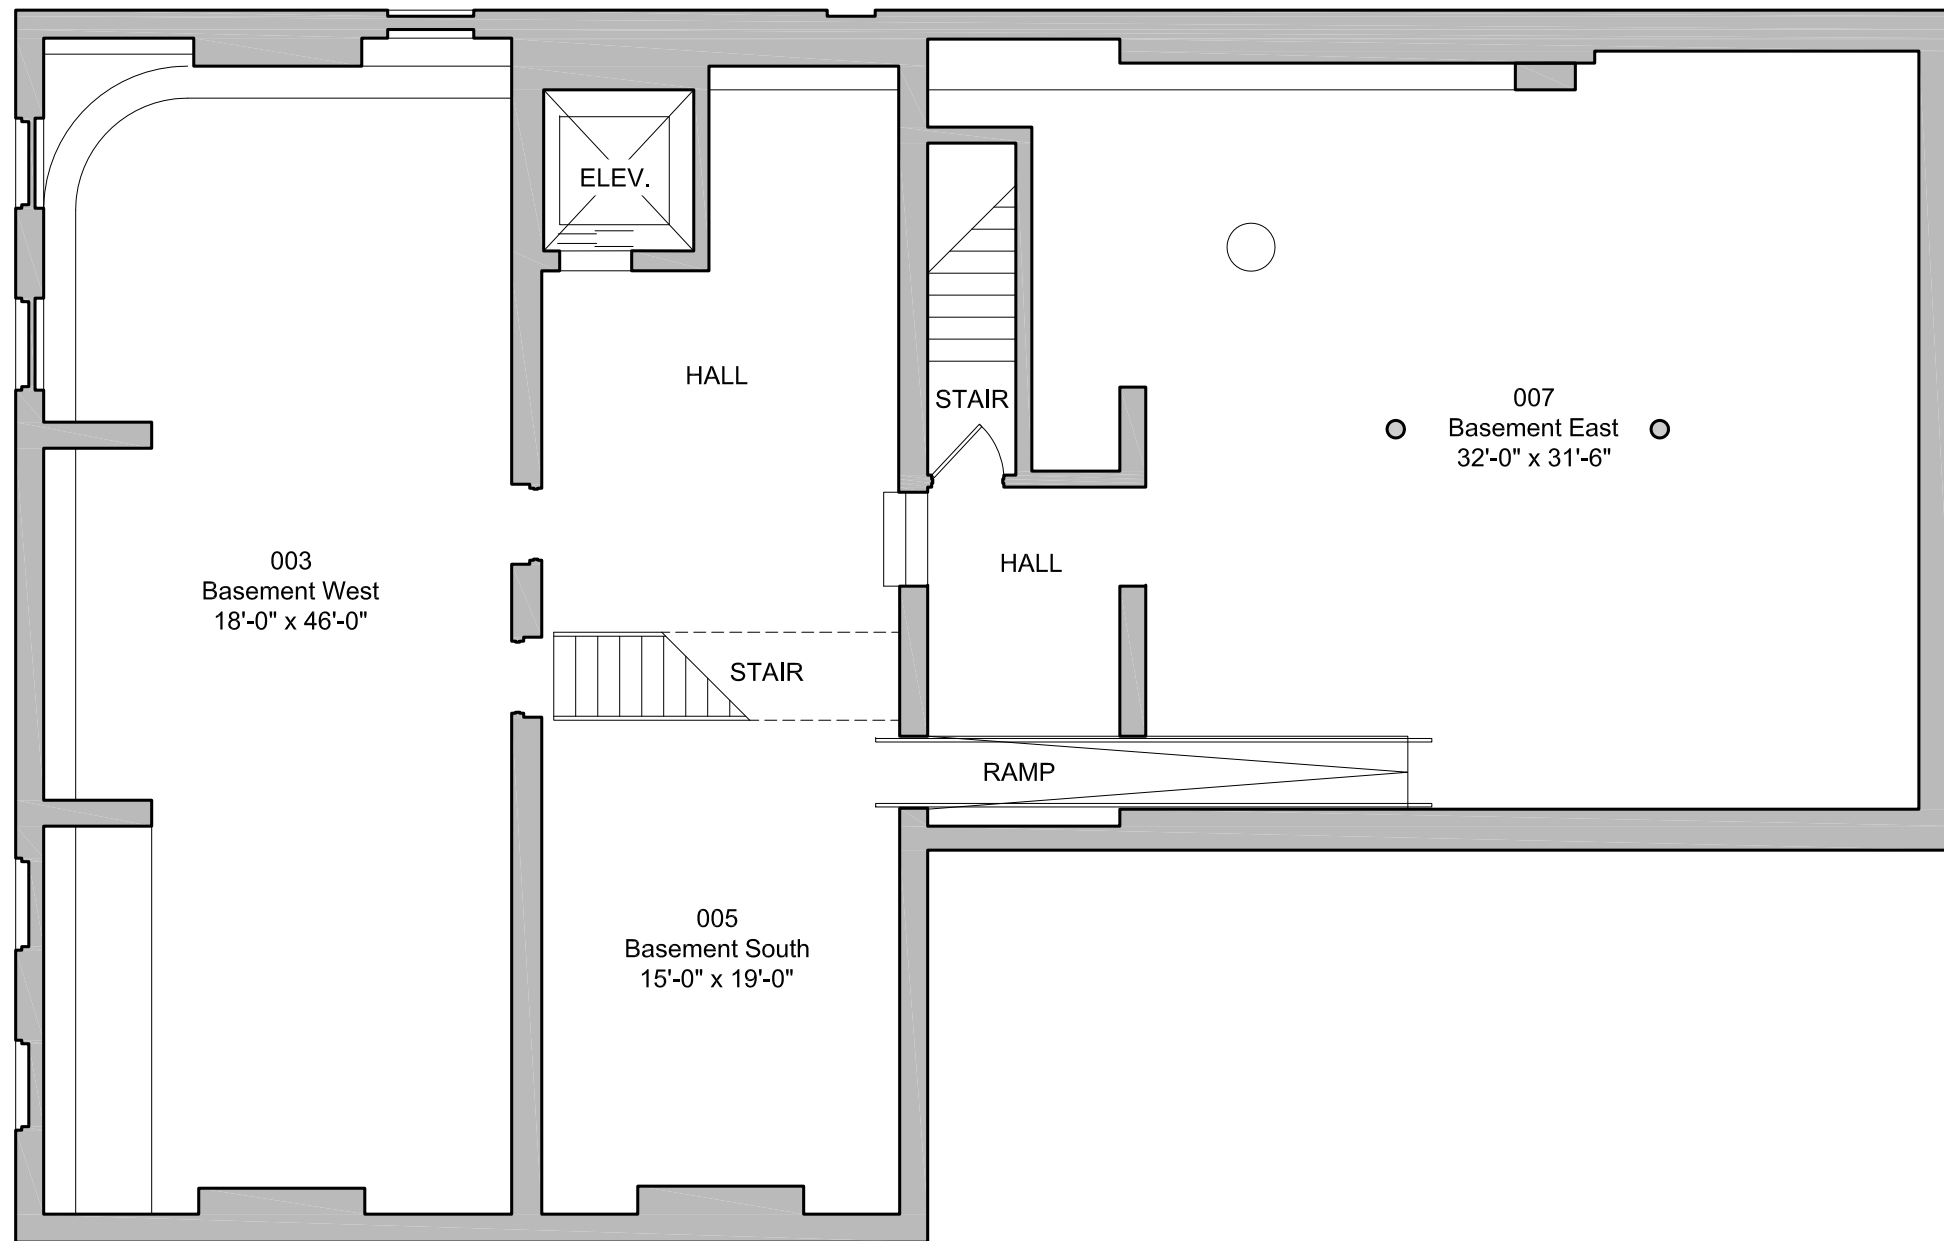 ELEV.
HALL
STAIR
007
Basement East
32'-0" x 31'-6"
003
Basement West
18'-0" x 46'-0"
HALL
STAIR
RAMP
005
Basement South
15'-0" x 19'-0"